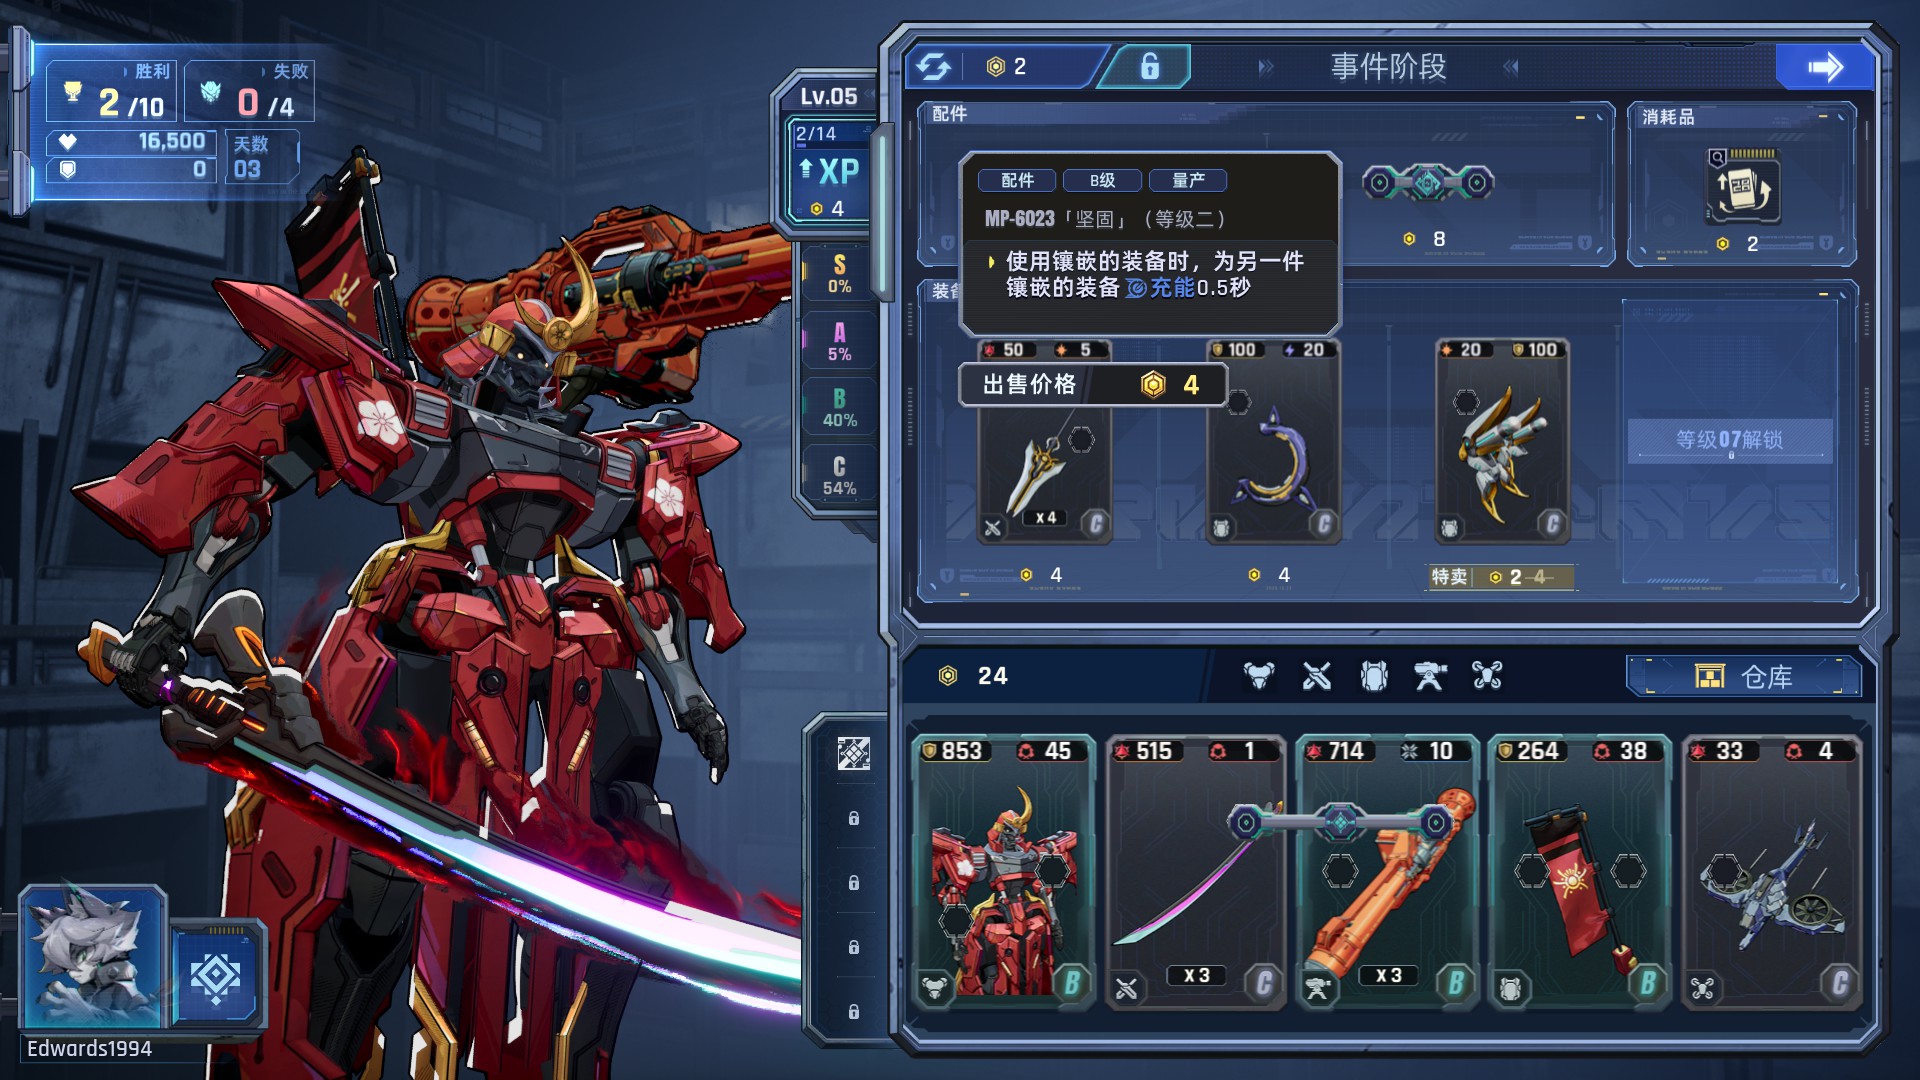 胜利
2/10
失败
0/4
16,500
0
天数
03
Lv.05
2/14
XP
4
S
0%
A
5%
B
40%
C
54%
2
事件阶段
配件
消耗品
配件
B级
量产
MP-6023「坚固」（等级二）
使用镶嵌的装备时，为另一件
镶嵌的装备充能0.5秒
8
2
出售价格
4
50
5
100
20
20
100
x4
C
C
C
4
4
特卖
2
4
等级07解锁
24
仓库
853
45
515
1
714
10
264
38
33
4
x3
x3
B
C
B
B
C
Edwards1994